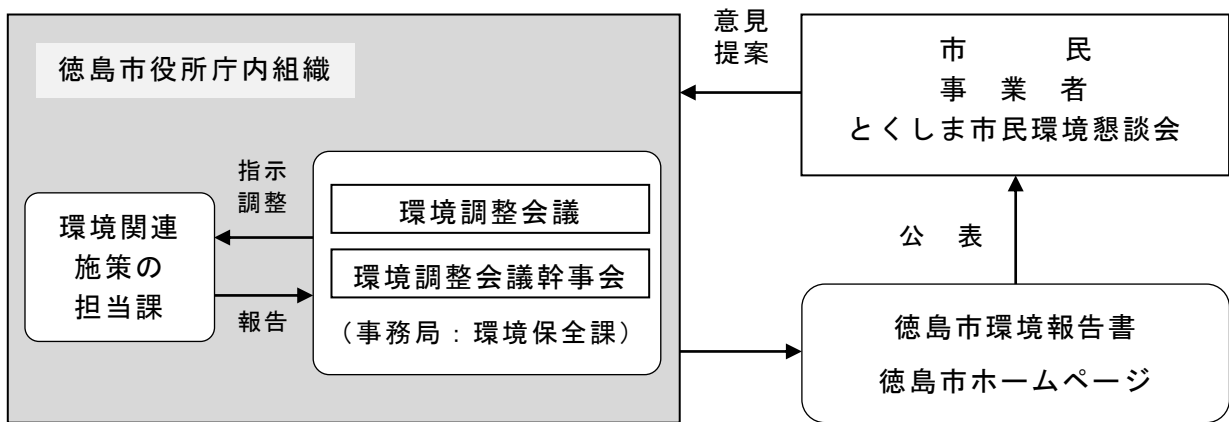 徳島市役所庁内組織
指示
調整
環境関連
施策の
担当課
報告
環境調整会議
環境調整会議幹事会
（事務局：環境保全課）
意見
提案
市　　　民
事　業　者
とくしま市民環境懇談会
公　表
徳島市環境報告書
徳島市ホームページ